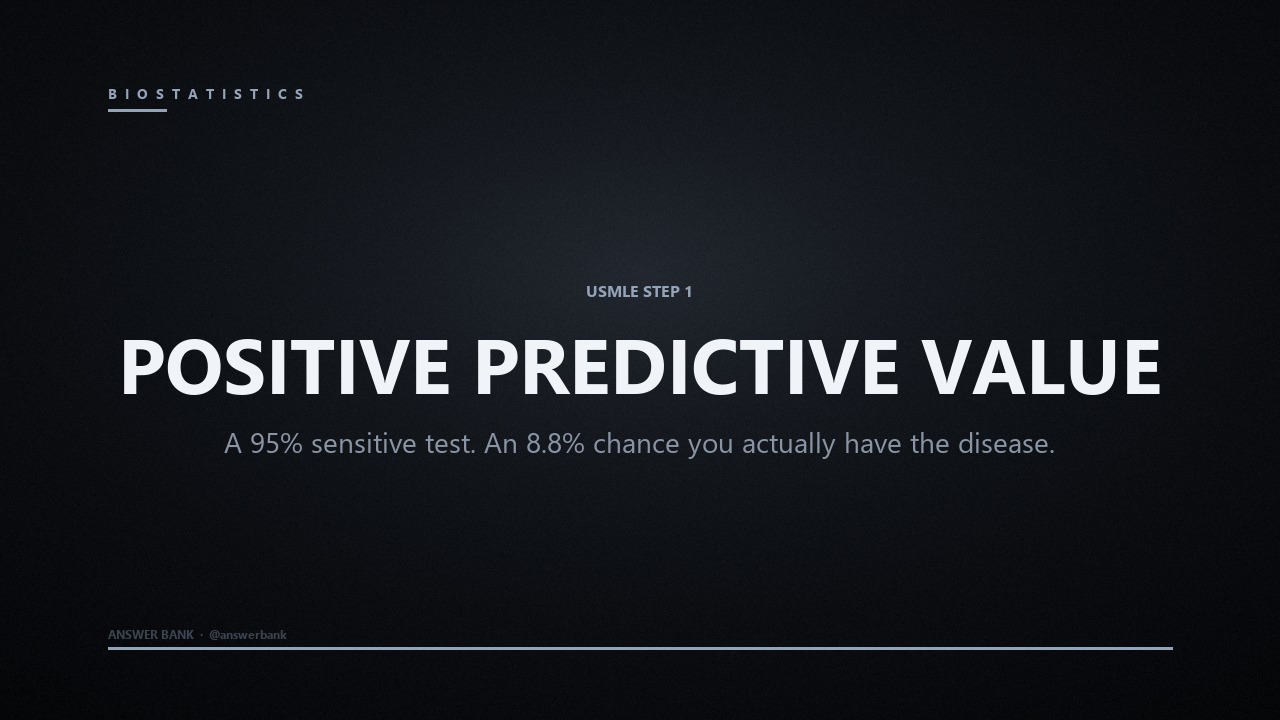 BIOSTATISTICS
USMLE STEP 1
POSITIVE PREDICTIVE VALUE
A 95% sensitive test. An 8.8% chance you actually have the disease.
ANSWER BANK · @answerbank